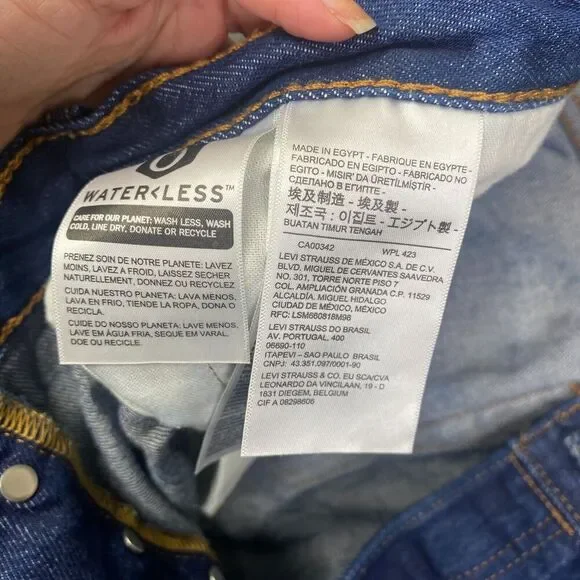 WATER<LESS™
CARE FOR OUR PLANET: WASH LESS, WASH
COLD, LINE DRY, DONATE OR RECYCLE
PRENEZ SOIN DE NOTRE PLANETE: LAVEZ
MOINS, LAVEZ A FROID, LAISSEZ SECHER
NATURELLEMENT, DONNEZ OU RECYCLEZ
CUIDA NUESTRO PLANETA: LAVA MENOS,
LAVA EN FRIO, TIENDE LA ROPA, DONA O
RECICLA.
CUIDE DO NOSSO PLANETA: LAVE MENOS,
LAVE EM ÁGUA FRIA, SEQUE EM VARAL,
DOE OU RECICLE.
MADE IN EGYPT - FABRIQUE EN EGYPTE -
FABRICADO EN EGIPTO - FABRICADO NO
EGITO - MISIR' DA ÜRETİLMİŞTİR -
СДЕЛАНО В ЕГИПТЕ -
埃及制造 - 埃及製 -
제조국 : 이집트 - エジプト製 -
BUATAN TIMUR TENGAH
CA00342 WPL 423
LEVI STRAUSS DE MÉXICO S.A. DE C.V.
BLVD. MIGUEL DE CERVANTES SAAVEDRA
NO. 301, TORRE NORTE PISO 7
COL. AMPLIACIÓN GRANADA C.P. 11529
ALCALDÍA. MIGUEL HIDALGO
CIUDAD DE MÉXICO, MÉXICO
RFC: LSM660818M98
LEVI STRAUSS DO BRASIL
AV. PORTUGAL, 400
06690-110
ITAPEVI – SAO PAULO BRASIL
CNPJ: 43.351.097/0001-90
LEVI STRAUSS & CO. EU SCA/CVA
LEONARDO DA VINCILAAN, 19 - D
1831 DIEGEM, BELGIUM
CIF A 08298606